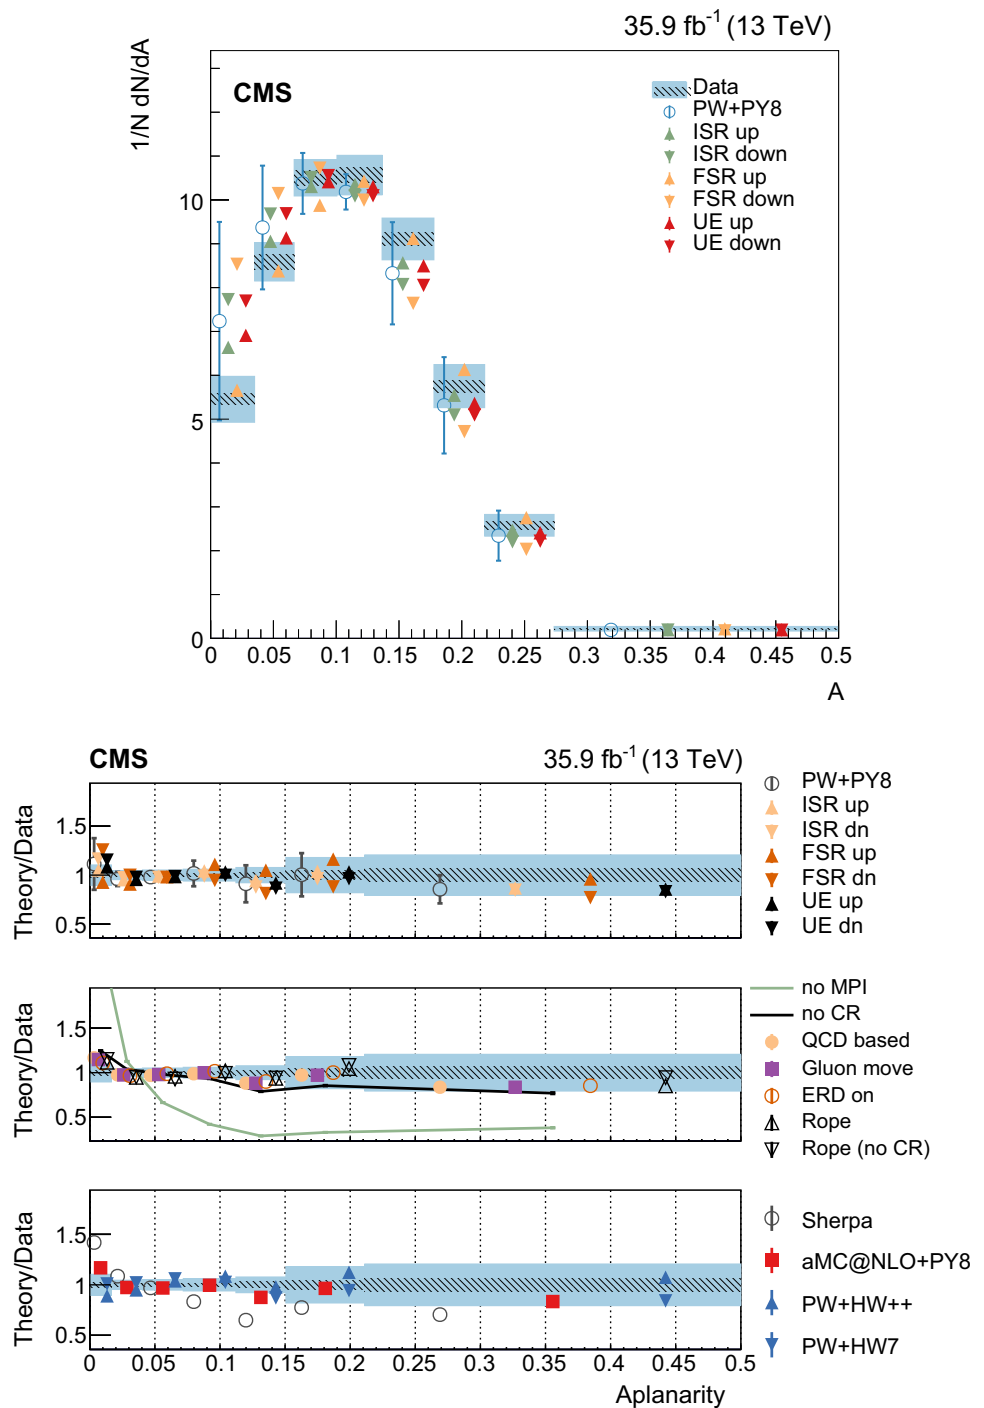 35.9 fb⁻¹ (13 TeV)
1/N dN/dA
CMS
Data
PW+PY8
ISR up
ISR down
FSR up
FSR down
UE up
UE down
10
5
0
0 0.05 0.1 0.15 0.2 0.25 0.3 0.35 0.4 0.45 0.5
A
CMS 35.9 fb⁻¹ (13 TeV)
Theory/Data
1.5
1
0.5
PW+PY8
ISR up
ISR dn
FSR up
FSR dn
UE up
UE dn
Theory/Data
1.5
1
0.5
no MPI
no CR
QCD based
Gluon move
ERD on
Rope
Rope (no CR)
Theory/Data
1.5
1
0.5
Sherpa
aMC@NLO+PY8
PW+HW++
PW+HW7
0 0.05 0.1 0.15 0.2 0.25 0.3 0.35 0.4 0.45 0.5
Aplanarity